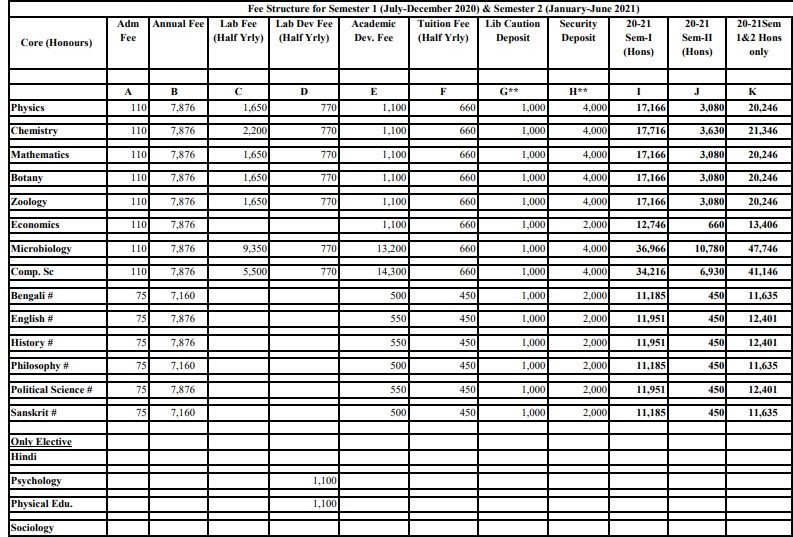 Fee Structure for Semester 1 (July-December 2020) & Semester 2 (January-June 2021)
Core (Honours) Adm Fee Annual Fee Lab Fee (Half Yrly) Lab Dev Fee (Half Yrly) Academic Dev. Fee Tuition Fee (Half Yrly) Lib Caution Deposit Security Deposit 20-21 Sem-I (Hons) 20-21 Sem-II (Hons) 20-21Sem 1&2 Hons only
A B C D E F G** H** I J K
Physics 110 7,876 1,650 770 1,100 660 1,000 4,000 17,166 3,080 20,246
Chemistry 110 7,876 2,200 770 1,100 660 1,000 4,000 17,716 3,630 21,346
Mathematics 110 7,876 1,650 770 1,100 660 1,000 4,000 17,166 3,080 20,246
Botany 110 7,876 1,650 770 1,100 660 1,000 4,000 17,166 3,080 20,246
Zoology 110 7,876 1,650 770 1,100 660 1,000 4,000 17,166 3,080 20,246
Economics 110 7,876 1,100 660 1,000 2,000 12,746 660 13,406
Microbiology 110 7,876 9,350 770 13,200 660 1,000 4,000 36,966 10,780 47,746
Comp. Sc 110 7,876 5,500 770 14,300 660 1,000 4,000 34,216 6,930 41,146
Bengali # 75 7,160 500 450 1,000 2,000 11,185 450 11,635
English # 75 7,876 550 450 1,000 2,000 11,951 450 12,401
History # 75 7,876 550 450 1,000 2,000 11,951 450 12,401
Philosophy # 75 7,160 500 450 1,000 2,000 11,185 450 11,635
Political Science # 75 7,876 550 450 1,000 2,000 11,951 450 12,401
Sanskrit # 75 7,160 500 450 1,000 2,000 11,185 450 11,635
Only Elective
Hindi
Psychology 1,100
Physical Edu. 1,100
Sociology